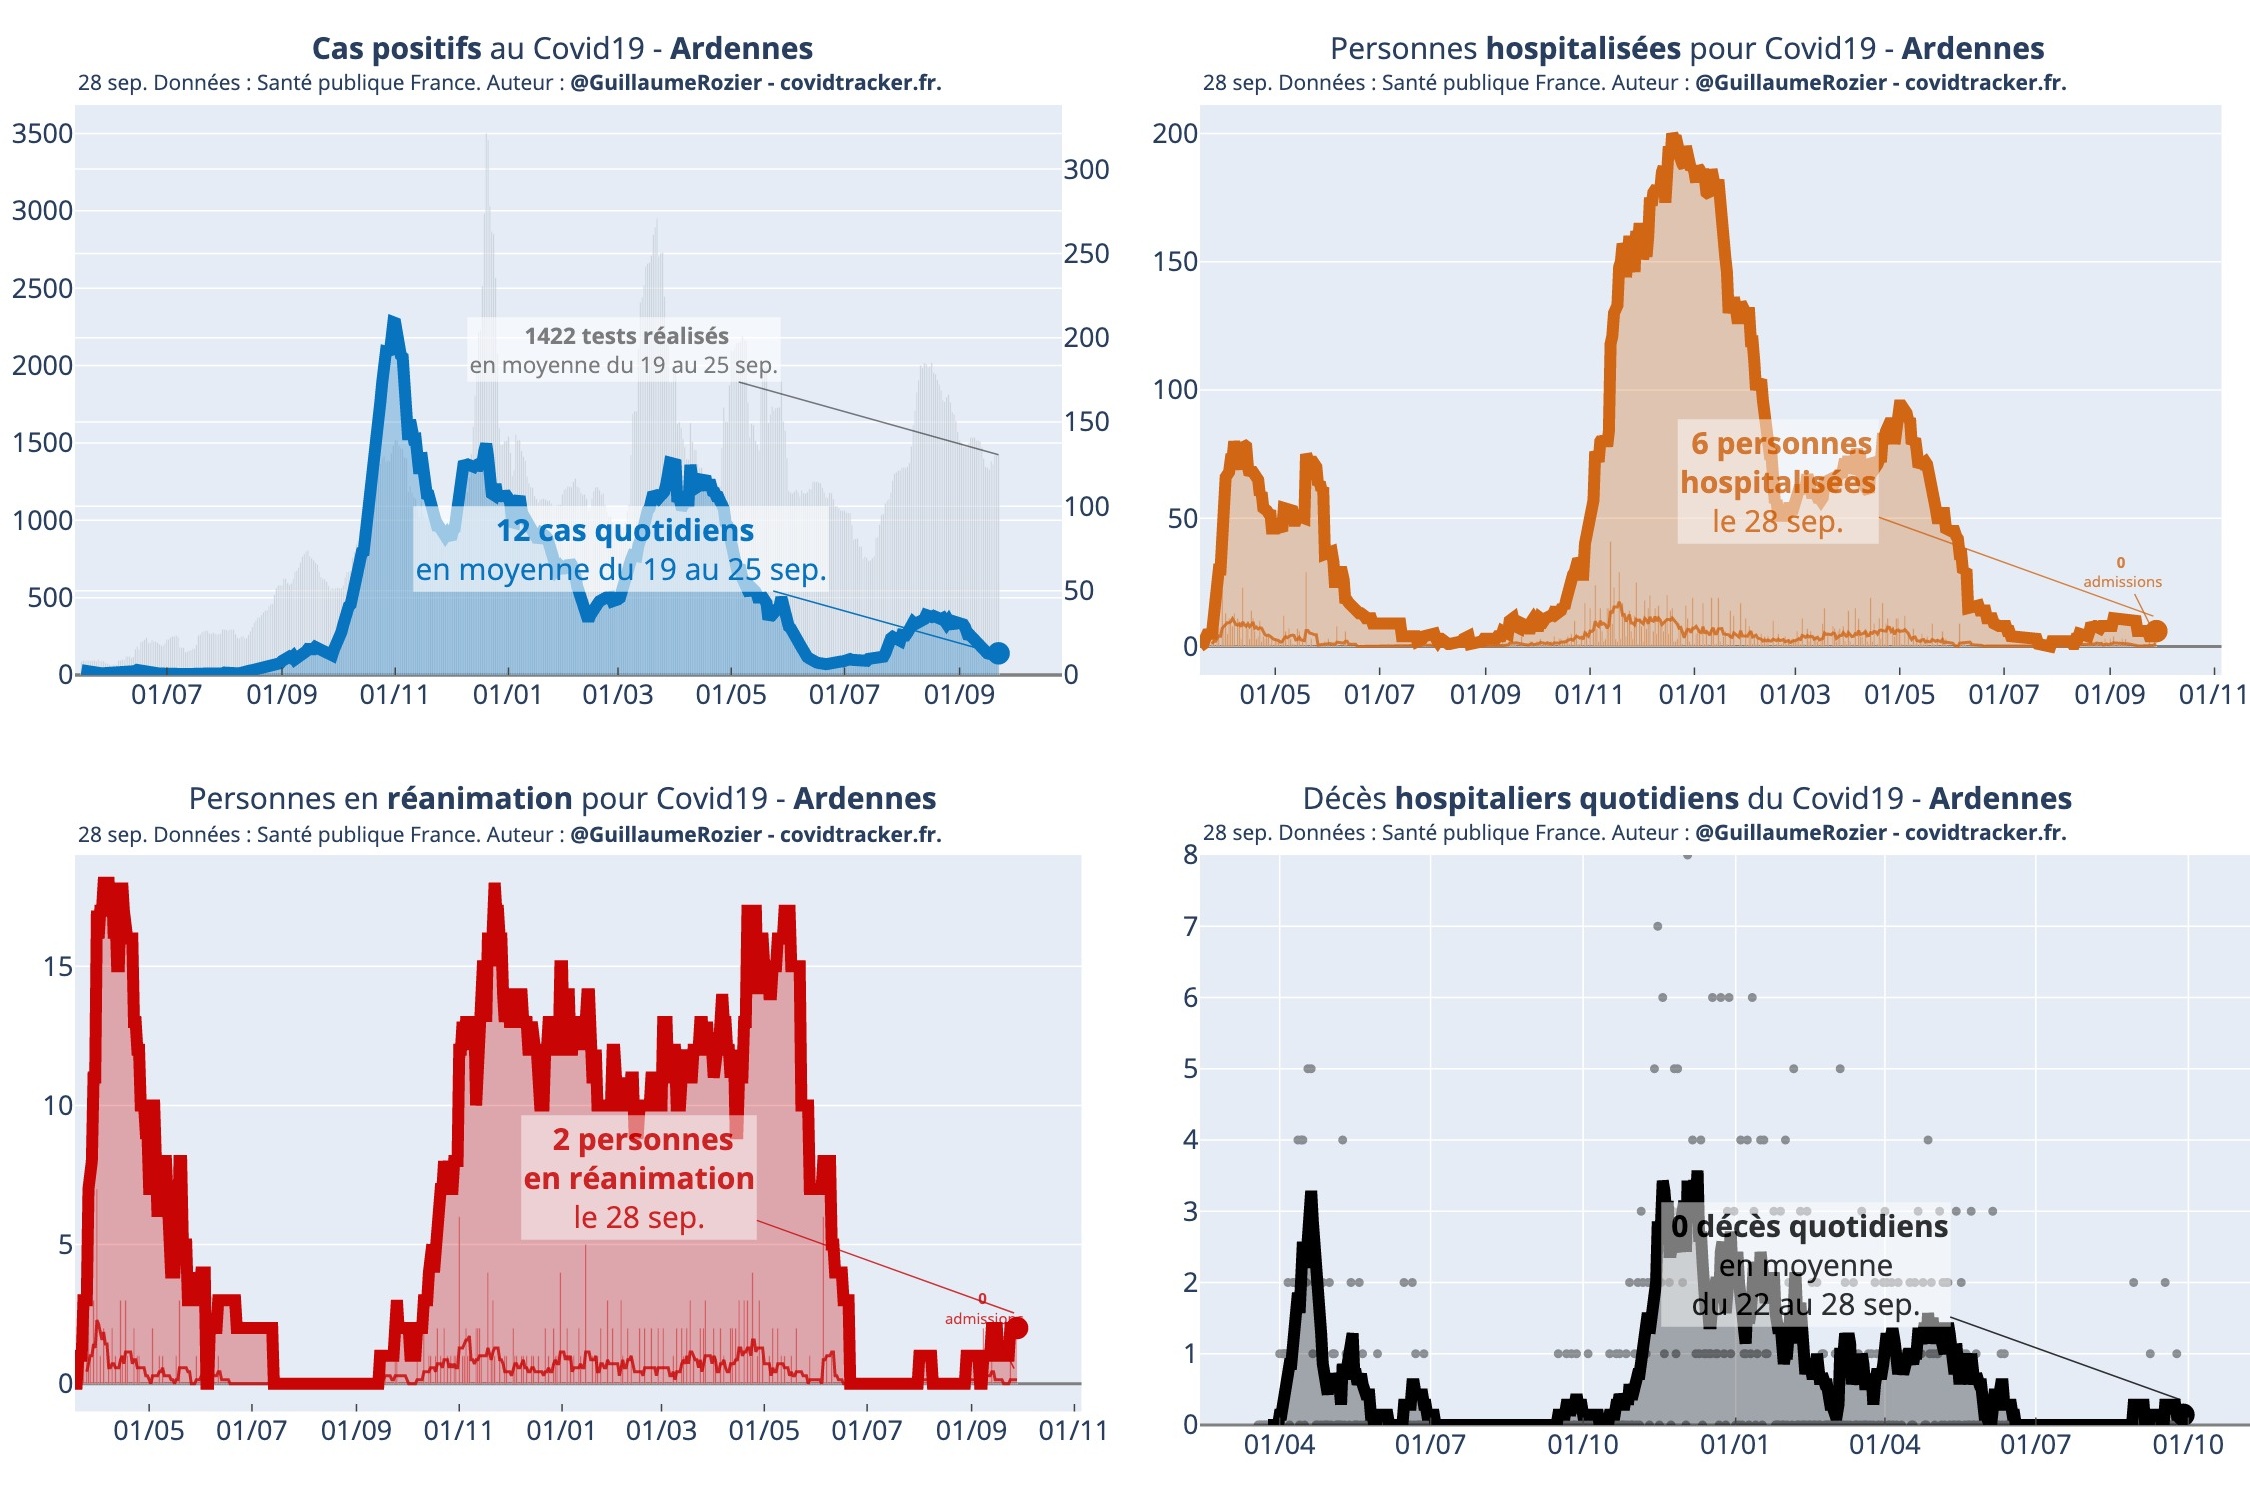 Cas positifs au Covid19 - Ardennes
28 sep. Données : Santé publique France. Auteur : @GuillaumeRozier - covidtracker.fr.
3500
3000
2500
2000
1500
1000
500
0
300
250
200
150
100
50
0
1422 tests réalisés
en moyenne du 19 au 25 sep.
12 cas quotidiens
en moyenne du 19 au 25 sep.
01/07 01/09 01/11 01/01 01/03 01/05 01/07 01/09
Personnes hospitalisées pour Covid19 - Ardennes
28 sep. Données : Santé publique France. Auteur : @GuillaumeRozier - covidtracker.fr.
200
150
100
50
0
6 personnes
hospitalisées
le 28 sep.
0
admissions
01/05 01/07 01/09 01/11 01/01 01/03 01/05 01/07 01/09 01/11
Personnes en réanimation pour Covid19 - Ardennes
28 sep. Données : Santé publique France. Auteur : @GuillaumeRozier - covidtracker.fr.
15
10
5
0
2 personnes
en réanimation
le 28 sep.
0
admissions
01/05 01/07 01/09 01/11 01/01 01/03 01/05 01/07 01/09 01/11
Décès hospitaliers quotidiens du Covid19 - Ardennes
28 sep. Données : Santé publique France. Auteur : @GuillaumeRozier - covidtracker.fr.
8
7
6
5
4
3
2
1
0
0 décès quotidiens
en moyenne
du 22 au 28 sep.
01/04 01/07 01/10 01/01 01/04 01/07 01/10